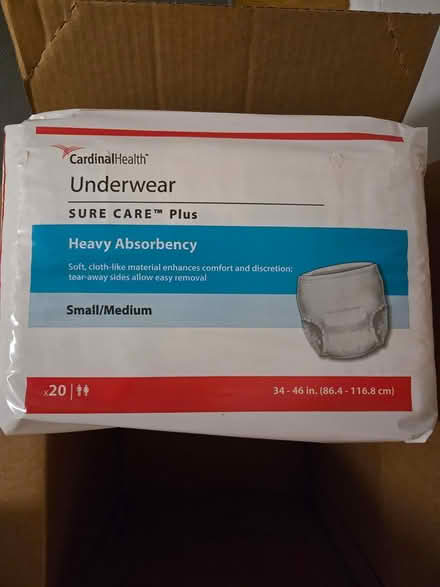 CardinalHealth™
Underwear
SURE CARE™ Plus
Heavy Absorbency
Soft, cloth-like material enhances comfort and discretion;
tear-away sides allow easy removal
Small/Medium
x20
34 - 46 in. (86.4 - 116.8 cm)